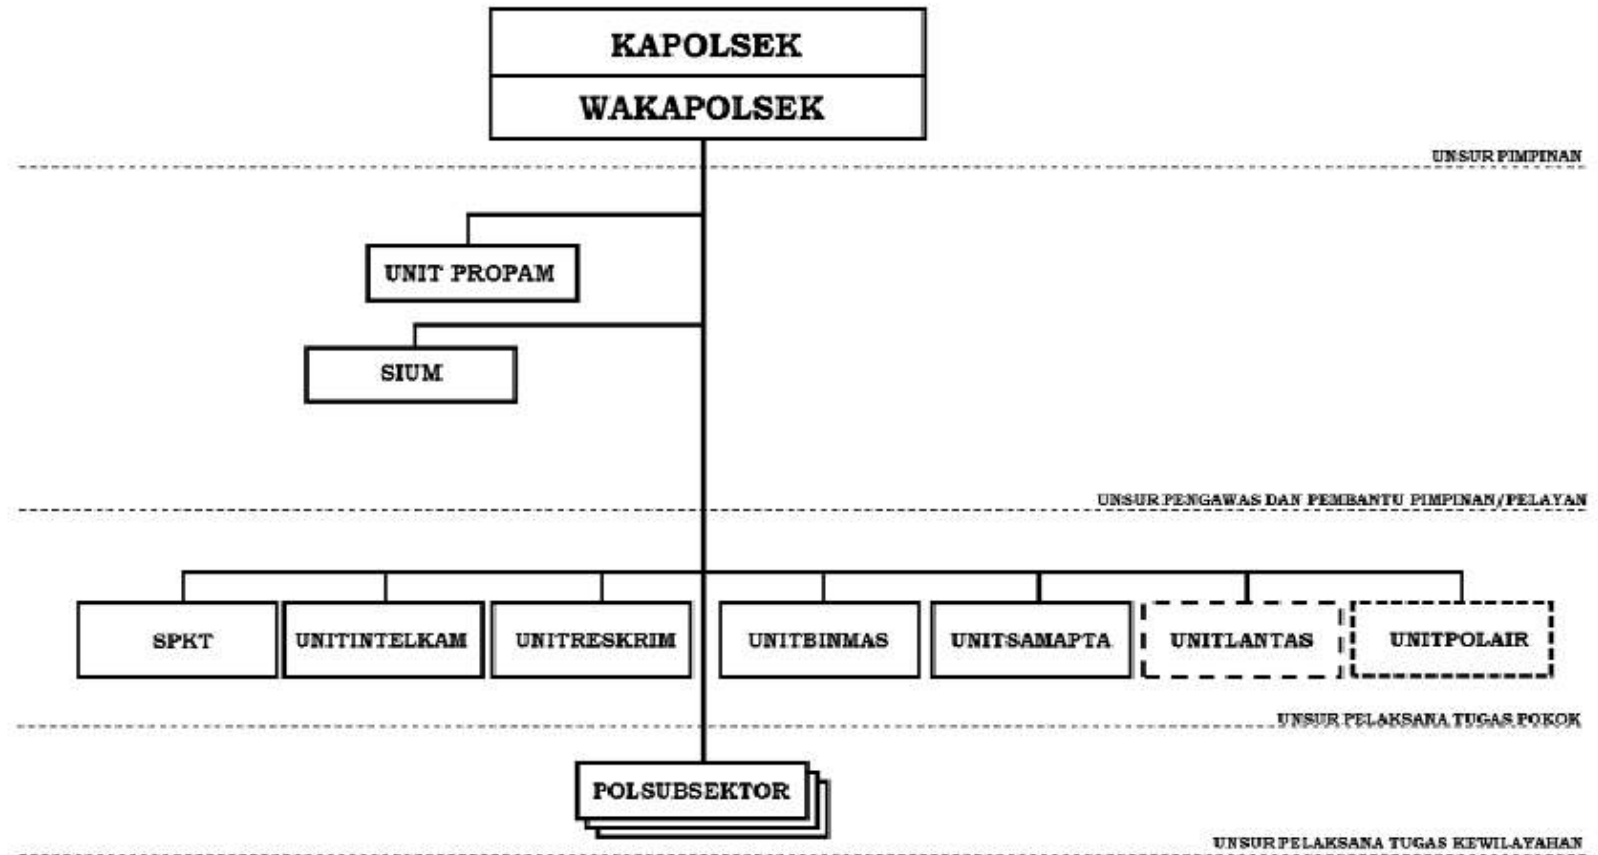 KAPOLSEK
WAKAPOLSEK
UNSUR PIMPINAN
UNIT PROPAM
SIUM
UNSUR PENGAWAS DAN PEMBANTU PIMPINAN/PELAYAN
SPKT
UNITINTELKAM
UNITRESKRIM
UNITBINMAS
UNITSAMAPTA
UNITLANTAS
UNITPOLAIR
UNSUR PELAKSANA TUGAS POKOK
POLSUBSEKTOR
UNSUR PELAKSANA TUGAS KEWILAYAHAN